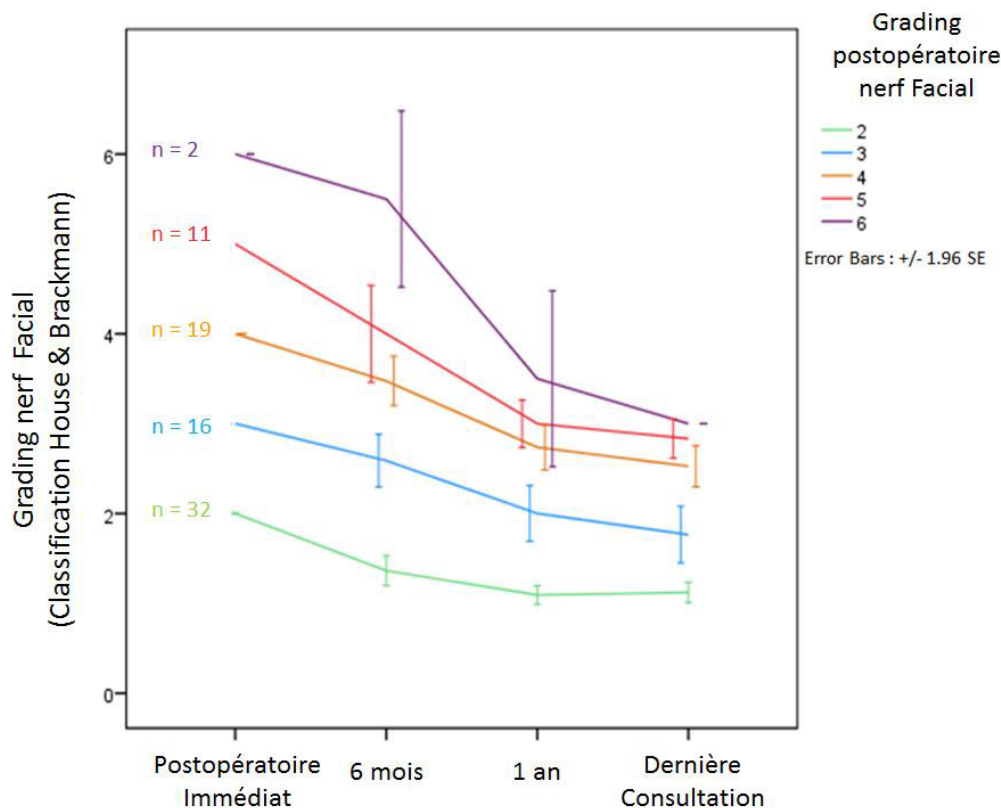 Grading
postopératoire
nerf Facial
2
3
4
5
6
Error Bars : +/- 1.96 SE
Grading nerf Facial
(Classification House & Brackmann)
6
4
2
0
n = 2
n = 11
n = 19
n = 16
n = 32
Postopératoire
Immédiat
6 mois
1 an
Dernière
Consultation